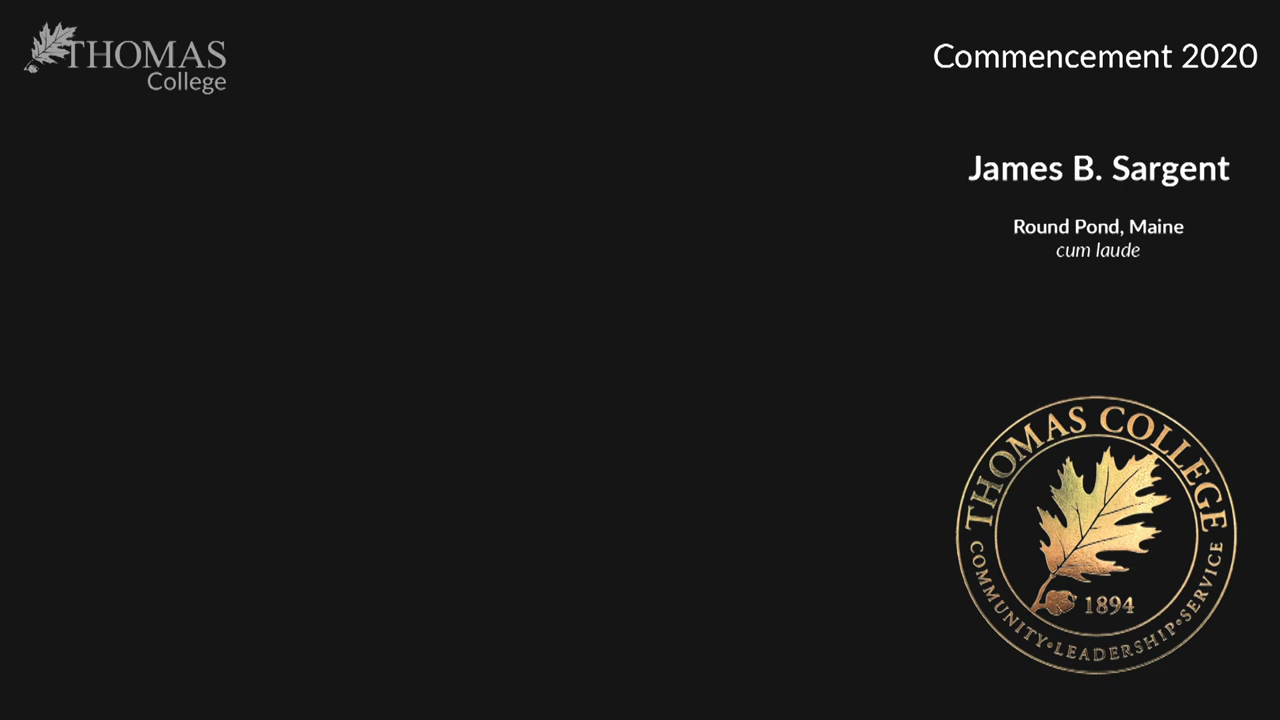 THOMAS
College
Commencement 2020
James B. Sargent
Round Pond, Maine
cum laude
THOMAS COLLEGE
1894
COMMUNITY•LEADERSHIP•SERVICE